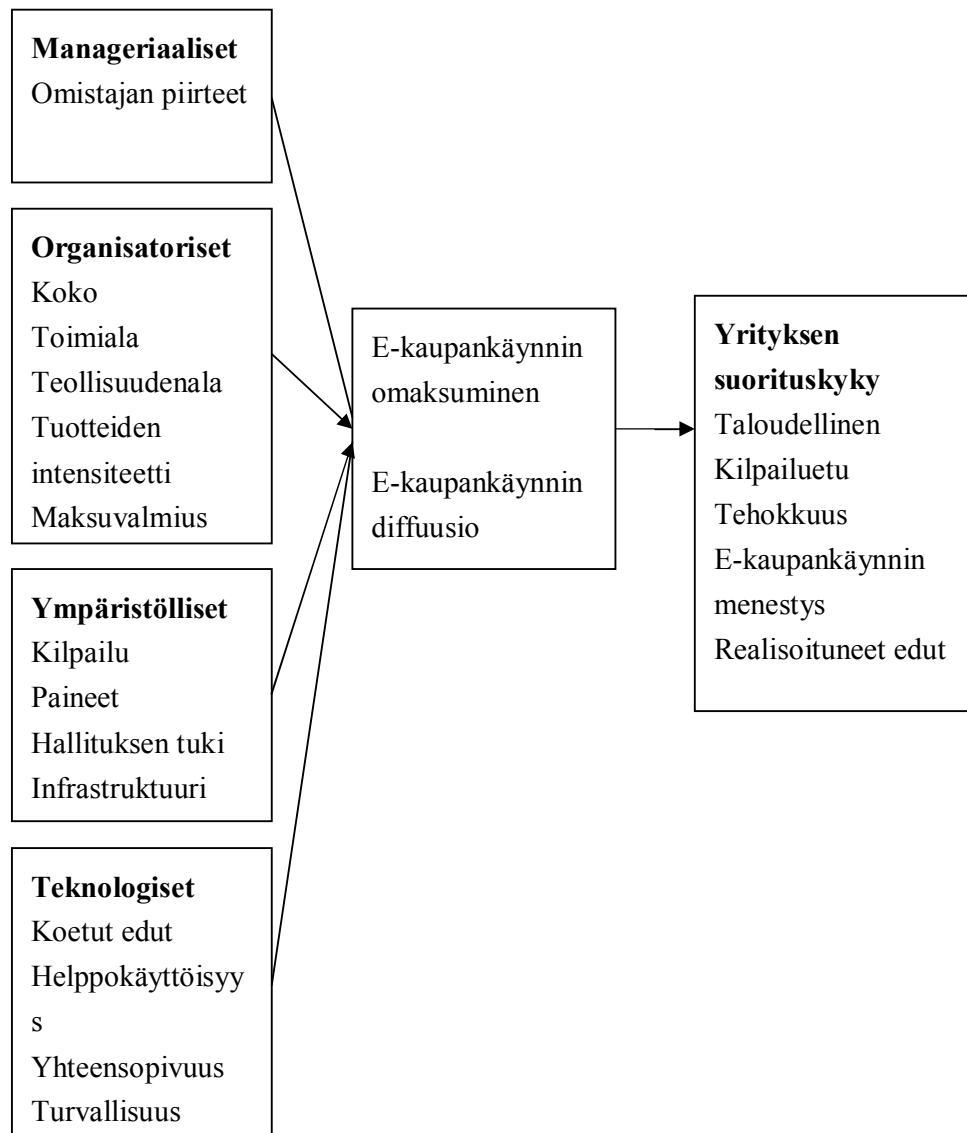 Manageriaaliset
Omistajan piirteet
Organisatoriset
Koko
Toimiala
Teollisuudenala
Tuotteiden
intensiteetti
Maksuvalmius
Ympäristölliset
Kilpailu
Paineet
Hallituksen tuki
Infrastruktuuri
Teknologiset
Koetut edut
Helppokäyttöisyy
s
Yhteensopivuus
Turvallisuus
E-kaupankäynnin
omaksuminen
E-kaupankäynnin
diffuusio
Yrityksen
suorituskyky
Taloudellinen
Kilpailuetu
Tehokkuus
E-kaupankäynnin
menestys
Realisoituneet edut